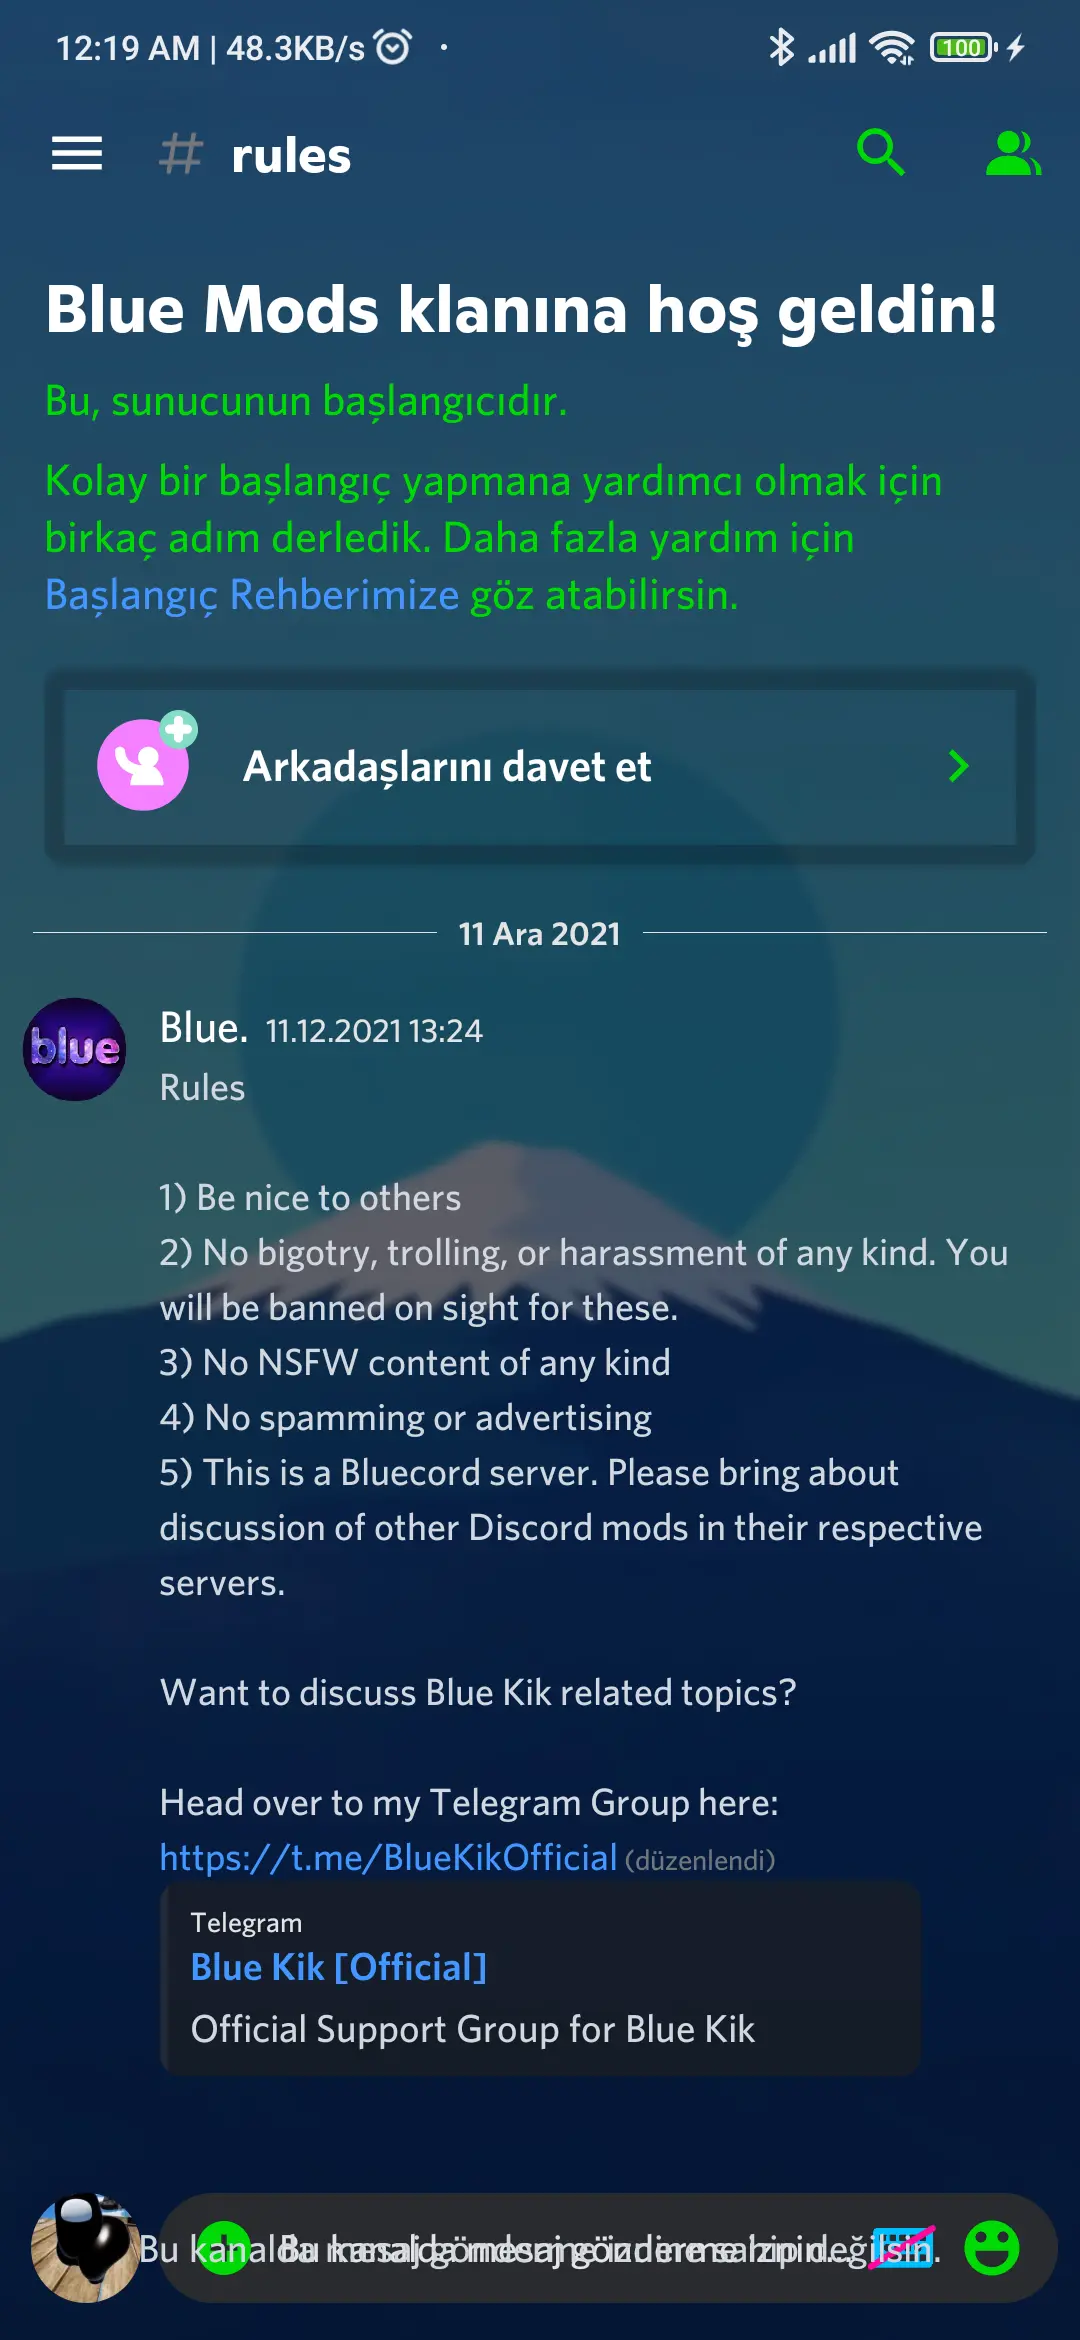 12:19 AM | 48.3KB/s
100
# rules
Blue Mods klanına hoş geldin!
Bu, sunucunun başlangıcıdır.
Kolay bir başlangıç yapmana yardımcı olmak için
birkaç adım derledik. Daha fazla yardım için
Başlangıç Rehberimize göz atabilirsin.
Arkadaşlarını davet et
11 Ara 2021
blue
Blue. 11.12.2021 13:24
Rules
1) Be nice to others
2) No bigotry, trolling, or harassment of any kind. You
will be banned on sight for these.
3) No NSFW content of any kind
4) No spamming or advertising
5) This is a Bluecord server. Please bring about
discussion of other Discord mods in their respective
servers.
Want to discuss Blue Kik related topics?
Head over to my Telegram Group here:
https://t.me/BlueKikOfficial (düzenlendi)
Telegram
Blue Kik [Official]
Official Support Group for Blue Kik
Bu